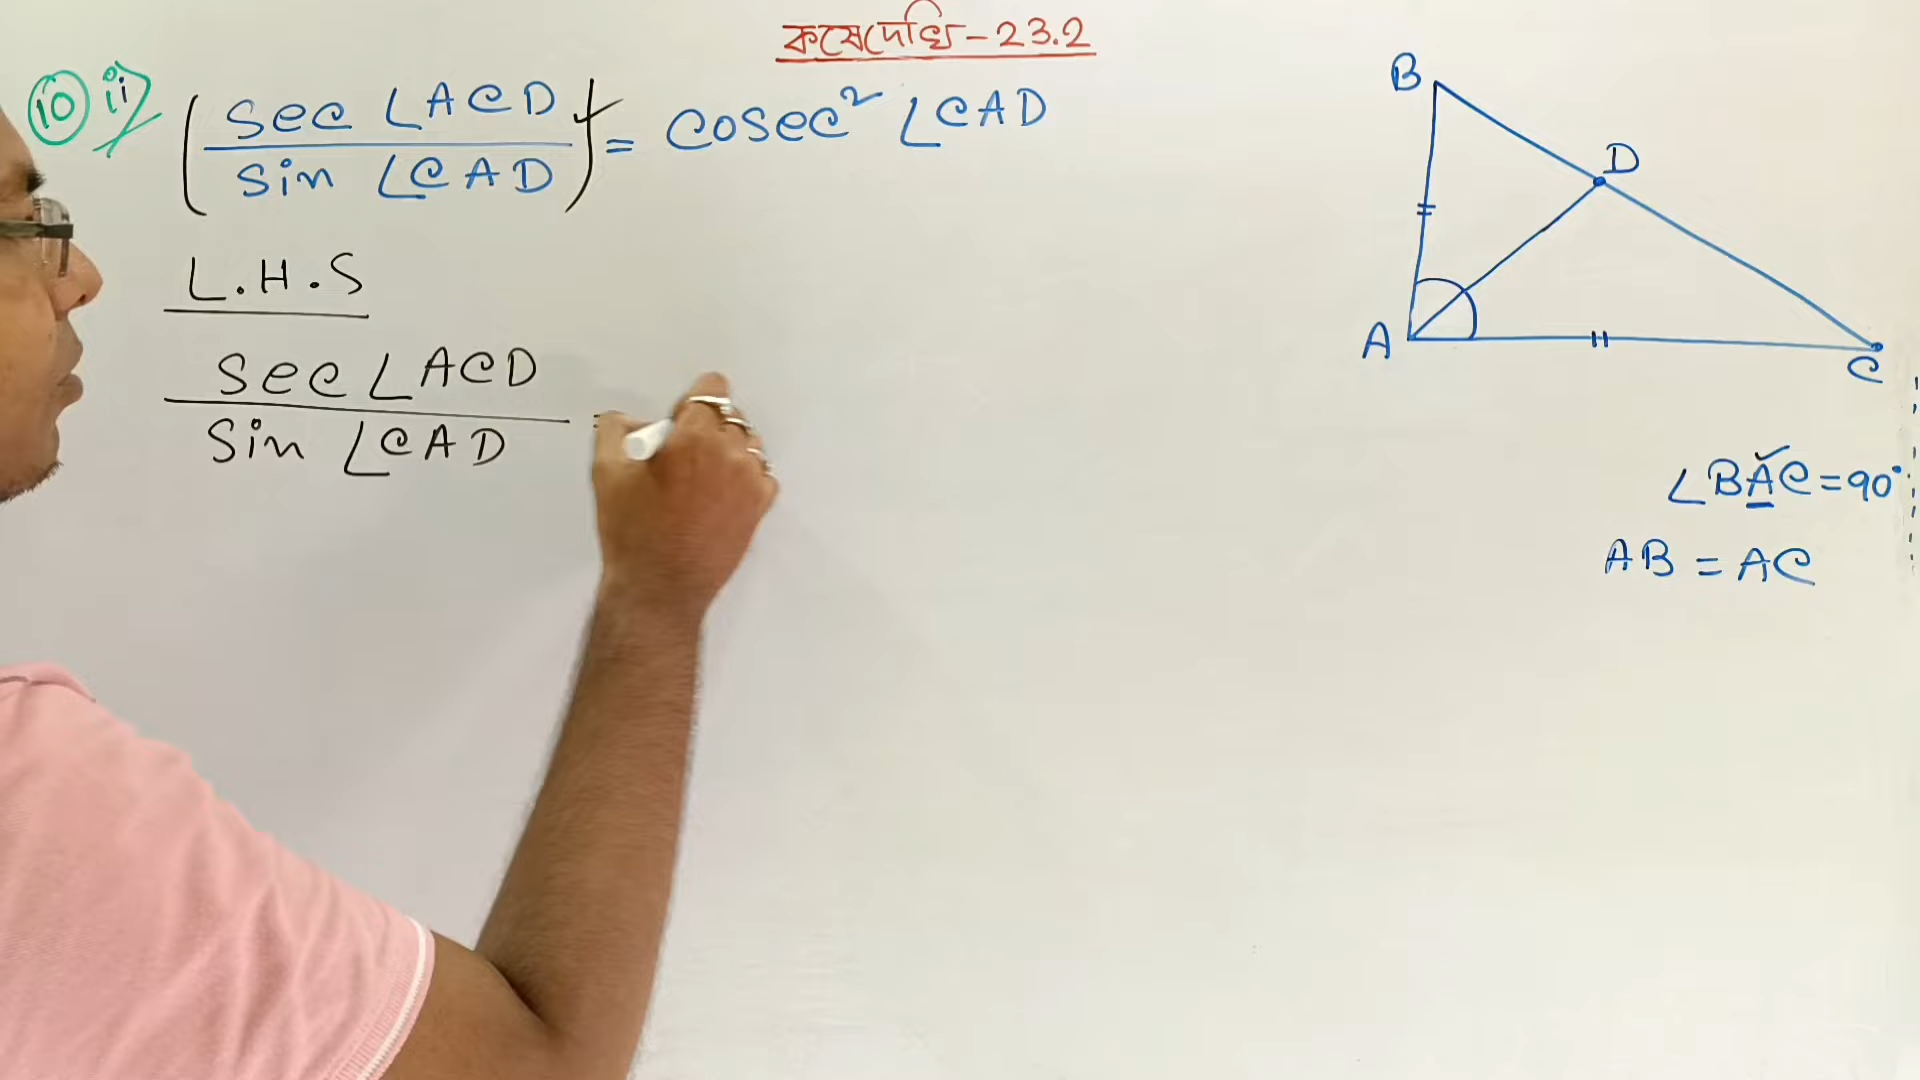 কষেদেখি - 23.2
10 ii) (sec ∠ACD / sin ∠CAD) = cosec² ∠CAD
L.H.S
sec ∠ACD
sin ∠CAD =
B
D
A
C
∠BAC = 90°
AB = AC